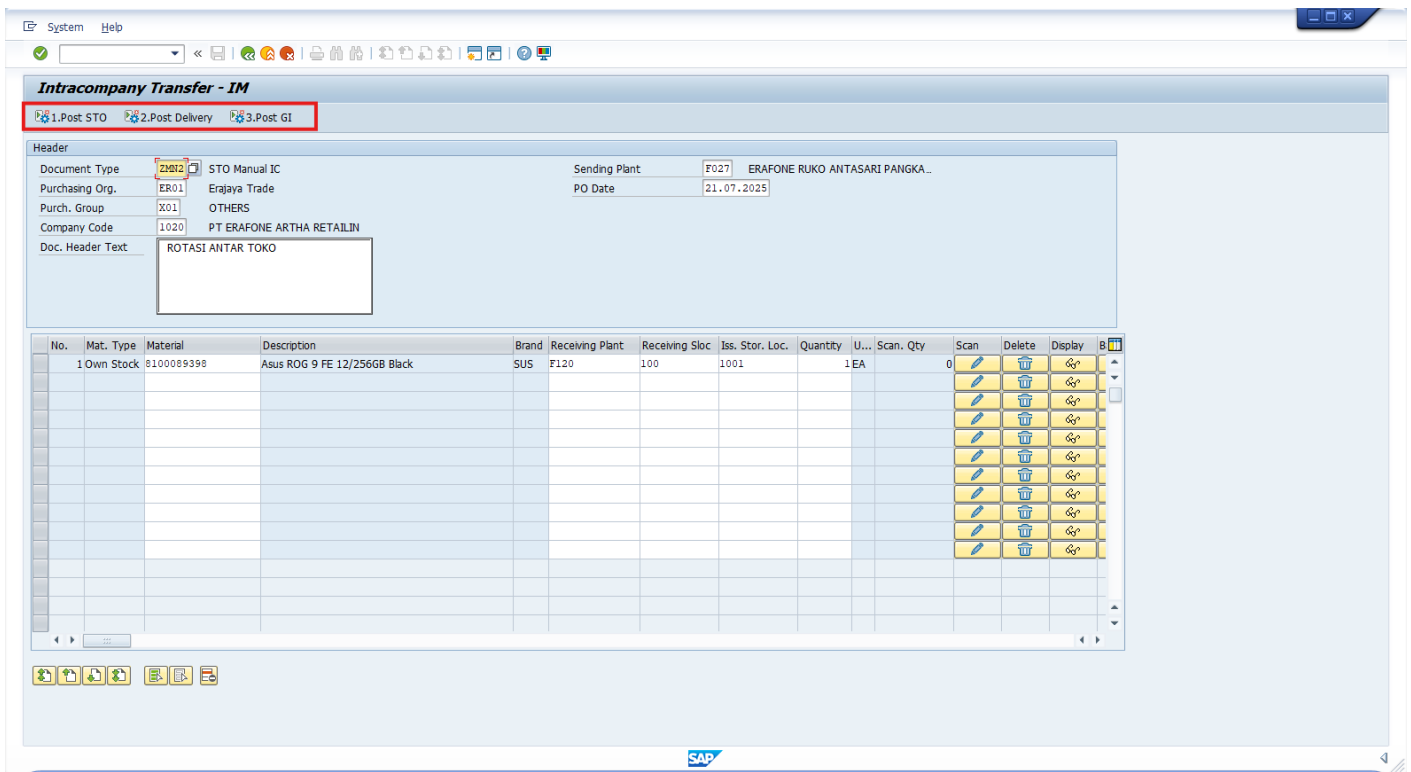 System Help
Intracompany Transfer - IM
1.Post STO 2.Post Delivery 3.Post GI
Header
Document Type ZMN2 STO Manual IC Sending Plant F027 ERAFONE RUKO ANTASARI PANGKA...
Purchasing Org. ER01 Erajaya Trade PO Date 21.07.2025
Purch. Group X01 OTHERS
Company Code 1020 PT ERAFONE ARTHA RETAILIN
Doc. Header Text ROTASI ANTAR TOKO
No. Mat. Type Material Description Brand Receiving Plant Receiving Sloc Iss. Stor. Loc. Quantity U... Scan. Qty Scan Delete Display B
1 Own Stock 8100089398 Asus ROG 9 FE 12/256GB Black SUS F120 100 1001 1 EA 0
SAP